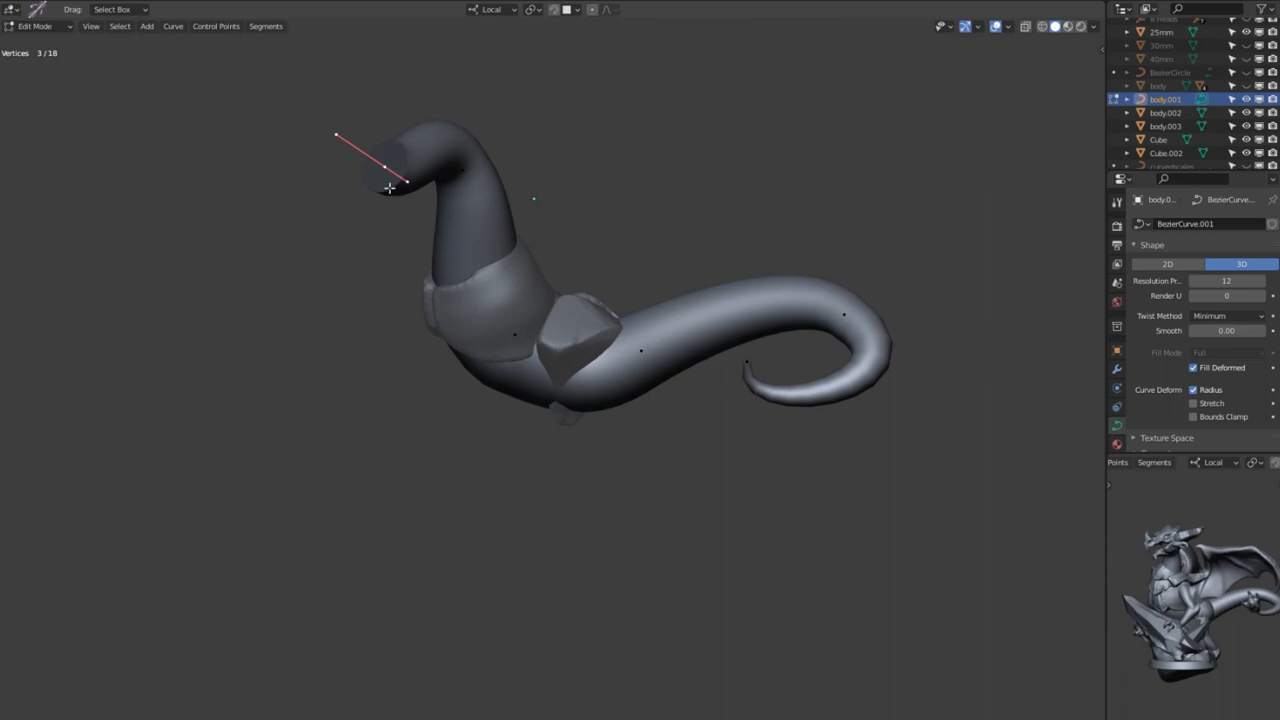 Drag: Select Box Local
Edit Mode View Select Add Curve Control Points Segments
Vertices 3 / 18
25mm
30mm
40mm
BezierCircle
body
body.001
body.002
body.003
Cube
Cube.002
body.0... BezierCurve...
BezierCurve.001
Shape
2D 3D
Resolution Pr... 12
Render U 0
Twist Method Minimum
Smooth 0.00
Fill Mode Full
Fill Deformed
Curve Deform Radius
Stretch
Bounds Clamp
Texture Space
Points Segments Local